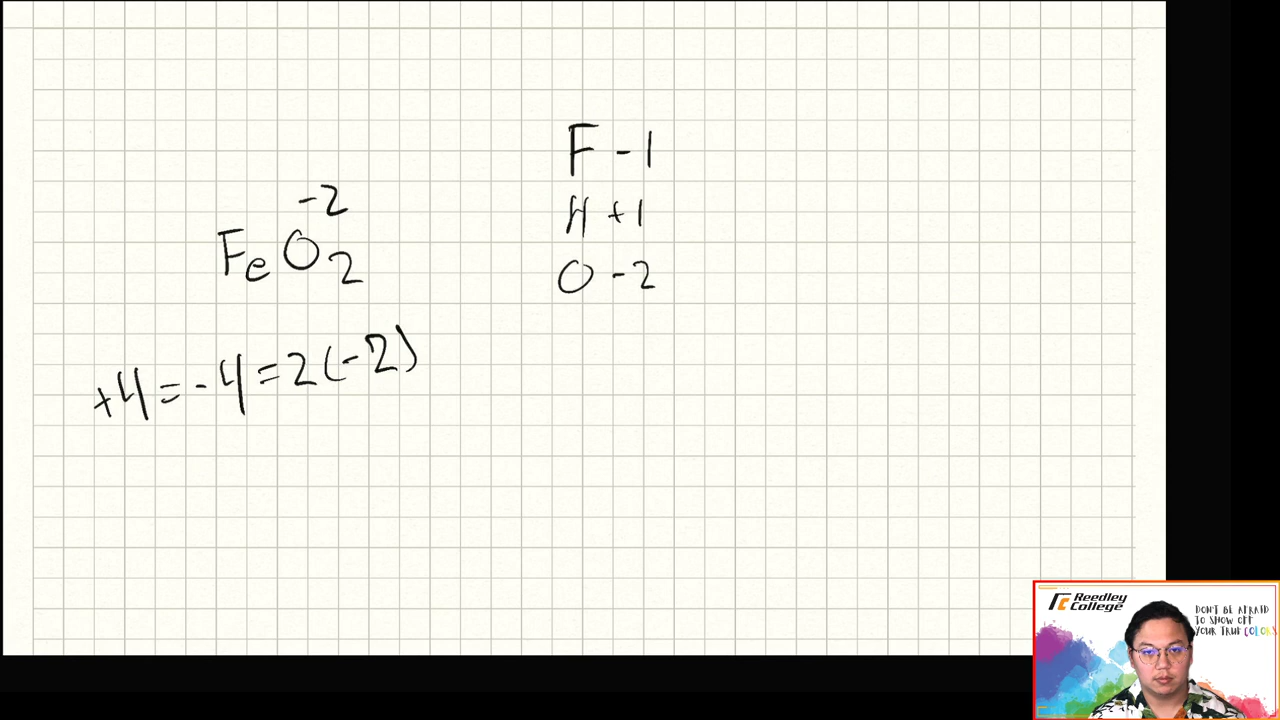 F -1
-2
H +1
FeO2
O -2
+4=-4=2(-2)
Reedley
College
DON'T BE AFRAID
TO SHOW OFF
YOUR TRUE COLORS